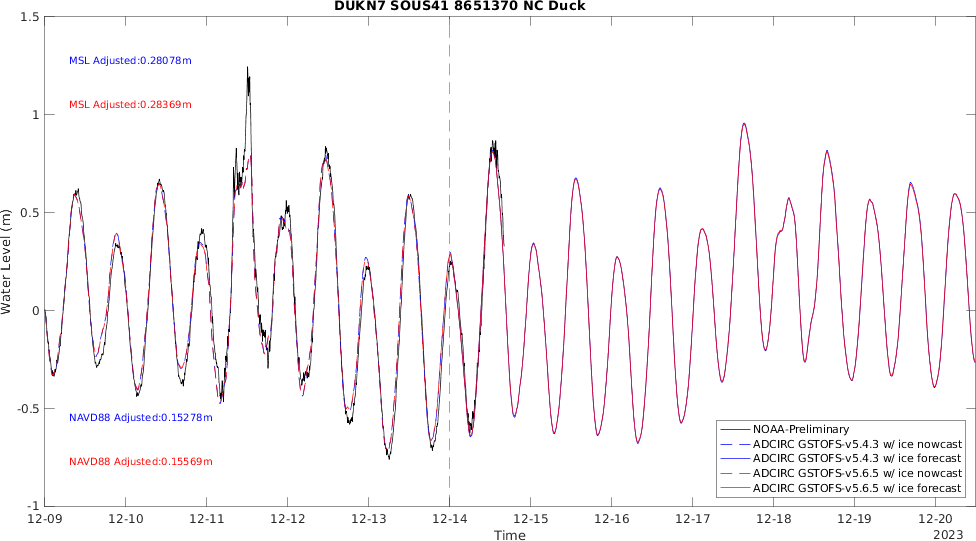 DUKN7 SOUS41 8651370 NC Duck
1.5
1
0.5
0
-0.5
-1
Water Level (m)
MSL Adjusted:0.28078m
MSL Adjusted:0.28369m
NAVD88 Adjusted:0.15278m
NAVD88 Adjusted:0.15569m
NOAA-Preliminary
ADCIRC GSTOFS-v5.4.3 w/ ice nowcast
ADCIRC GSTOFS-v5.4.3 w/ ice forecast
ADCIRC GSTOFS-v5.6.5 w/ ice nowcast
ADCIRC GSTOFS-v5.6.5 w/ ice forecast
12-09 12-10 12-11 12-12 12-13 12-14 12-15 12-16 12-17 12-18 12-19 12-20
2023
Time